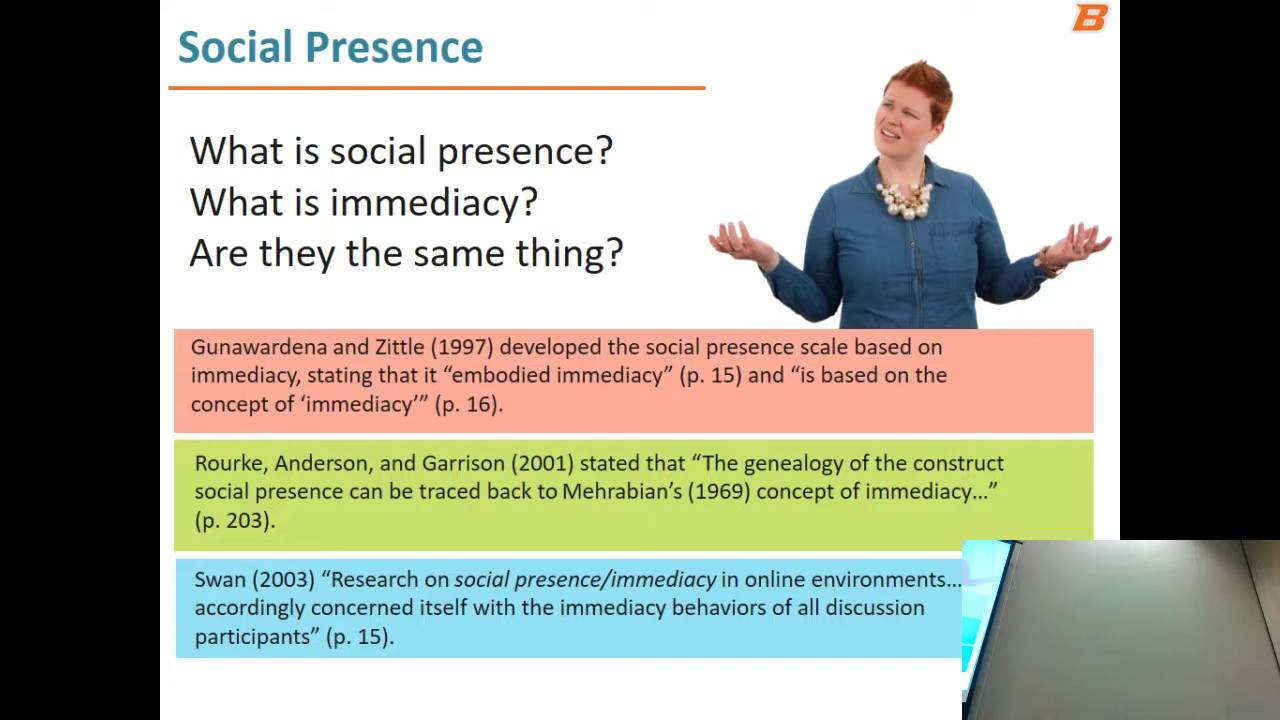 B
Social Presence
What is social presence?
What is immediacy?
Are they the same thing?
Gunawardena and Zittle (1997) developed the social presence scale based on
immediacy, stating that it “embodied immediacy” (p. 15) and “is based on the
concept of ‘immediacy’” (p. 16).
Rourke, Anderson, and Garrison (2001) stated that “The genealogy of the construct
social presence can be traced back to Mehrabian’s (1969) concept of immediacy…”
(p. 203).
Swan (2003) “Research on social presence/immediacy in online environments…
accordingly concerned itself with the immediacy behaviors of all discussion
participants” (p. 15).